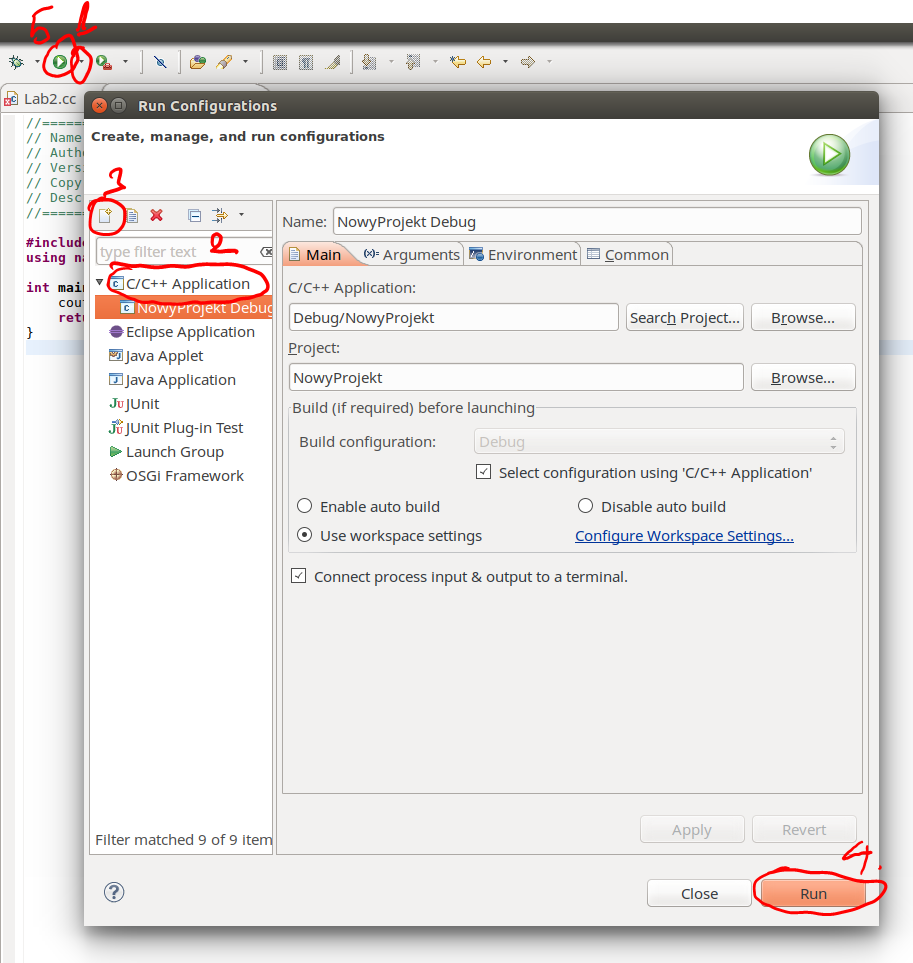 5 1
Lab2.cc
Run Configurations
Create, manage, and run configurations
//=====
// Name
// Auth
// Vers
// Copy
// Desc
//=====
#include
using na
int main
cou
retu
}
3
type filter text
2
C/C++ Application
NowyProjekt Debug
Eclipse Application
Java Applet
Java Application
JUnit
JUnit Plug-in Test
Launch Group
OSGi Framework
Filter matched 9 of 9 item
Name: NowyProjekt Debug
Main Arguments Environment Common
C/C++ Application:
Debug/NowyProjekt Search Project... Browse...
Project:
NowyProjekt Browse...
Build (if required) before launching
Build configuration: Debug
Select configuration using 'C/C++ Application'
Enable auto build Disable auto build
Use workspace settings Configure Workspace Settings...
Connect process input & output to a terminal.
Apply Revert
4.
? Close Run